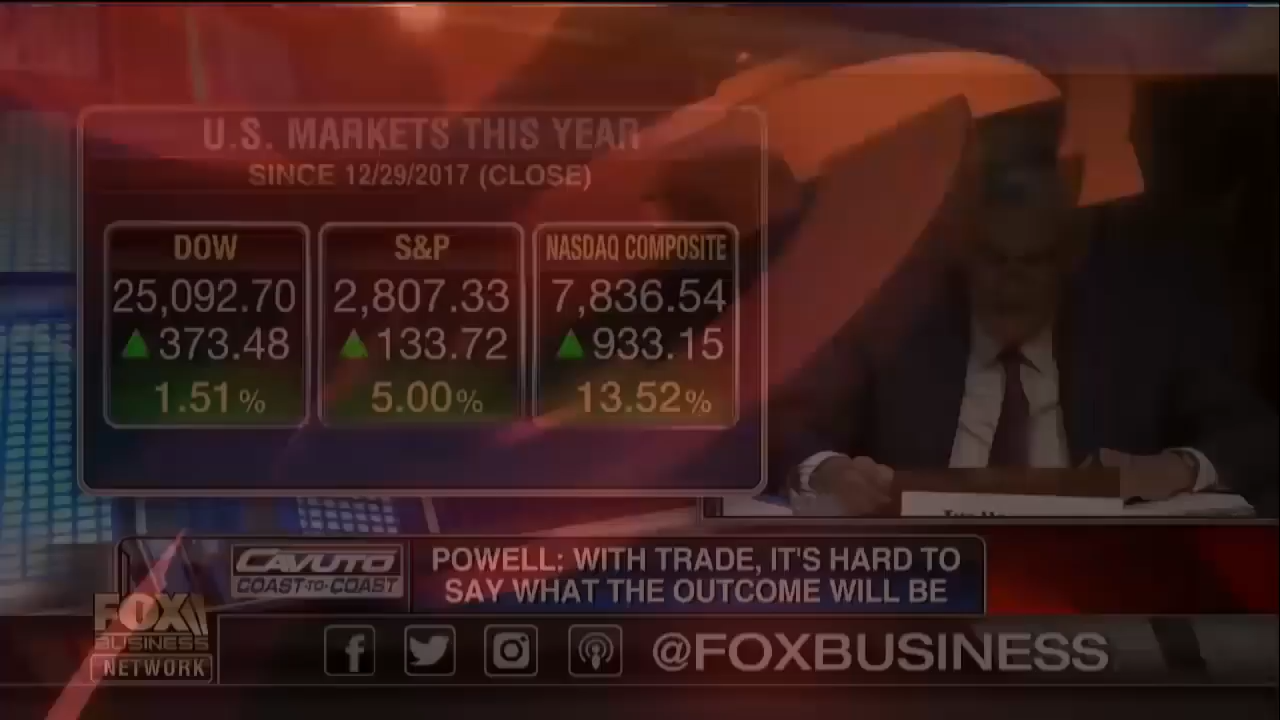 U.S. MARKETS THIS YEAR
SINCE 12/29/2017 (CLOSE)
DOW
25,092.70
373.48
1.51%
S&P
2,807.33
133.72
5.00%
NASDAQ COMPOSITE
7,836.54
933.15
13.52%
CAVUTO
COAST-TO-COAST
POWELL: WITH TRADE, IT'S HARD TO
SAY WHAT THE OUTCOME WILL BE
FOX
BUSINESS
NETWORK
@FOXBUSINESS